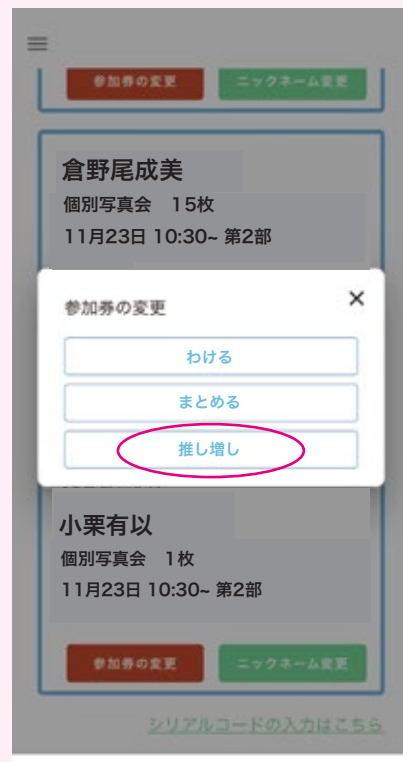 参加券の変更 ニックネーム変更
倉野尾成美
個別写真会 15枚
11月23日 10:30~ 第2部
参加券の変更 ×
わける
まとめる
推し増し
小栗有以
個別写真会 1枚
11月23日 10:30~ 第2部
参加券の変更 ニックネーム変更
シリアルコードの入力はこちら